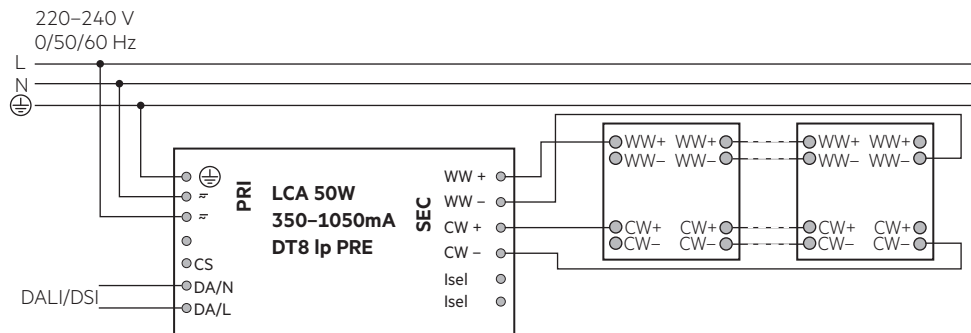 220–240 V
0/50/60 Hz
L
N
PRI
LCA 50W
350–1050mA
DT8 lp PRE
SEC
CS
DA/N
DA/L
DALI/DSI
WW +
WW –
CW +
CW –
Isel
Isel
WW+ WW+
WW– WW–
CW+ CW+
CW– CW–
WW+ WW+
WW– WW–
CW+ CW+
CW– CW–